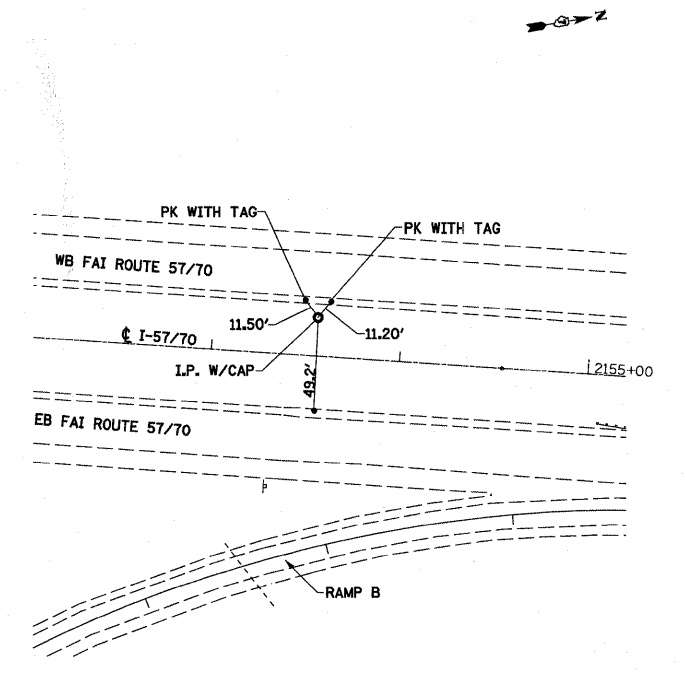 N
PK WITH TAG
PK WITH TAG
WB FAI ROUTE 57/70
11.50'
11.20'
℄ I-57/70
I.P. W/CAP
49.2'
2155+00
EB FAI ROUTE 57/70
RAMP B